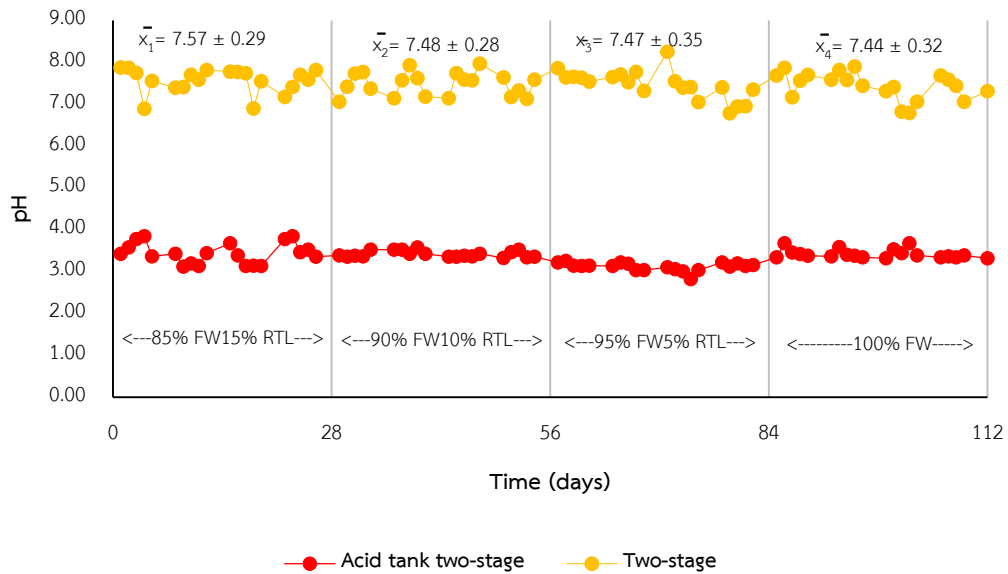 9.00
8.00
7.00
6.00
5.00
4.00
3.00
2.00
1.00
0.00
pH
x̄1= 7.57 ± 0.29
x̄2= 7.48 ± 0.28
x̄3= 7.47 ± 0.35
x̄4= 7.44 ± 0.32
<---85% FW15% RTL--->
<---90% FW10% RTL--->
<---95% FW5% RTL--->
<---------100% FW----->
0 28 56 84 112
Time (days)
Acid tank two-stage Two-stage